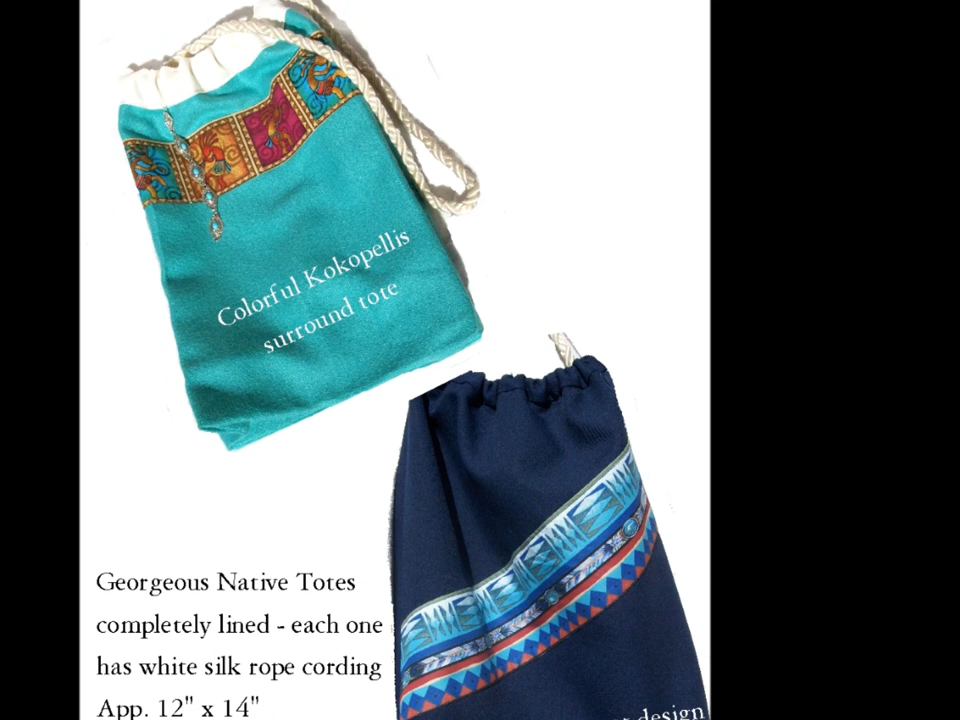 Colorful Kokopellis
surround tote
Georgeous Native Totes
completely lined - each one
has white silk rope cording
App. 12" x 14"
design